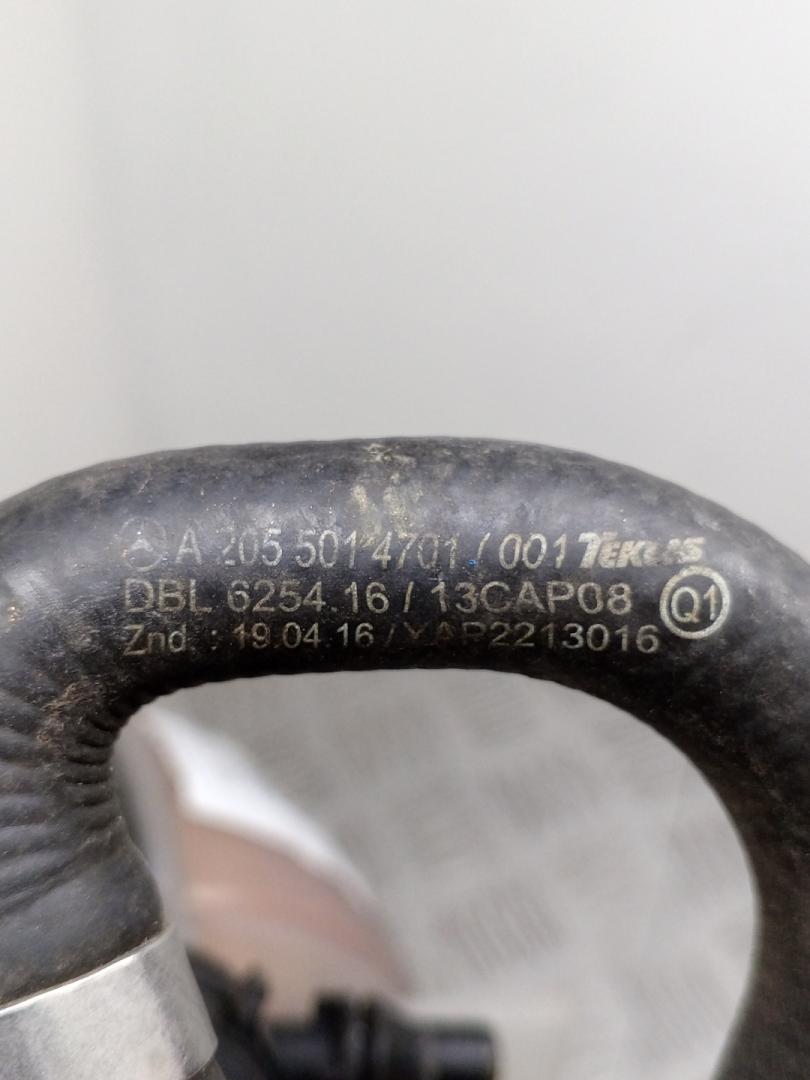 A 205 501 4701 / 001 TEKLAS
DBL 6254.16 / 13CAP08 Q1
Znd. : 19.04.16 / YAP2213016